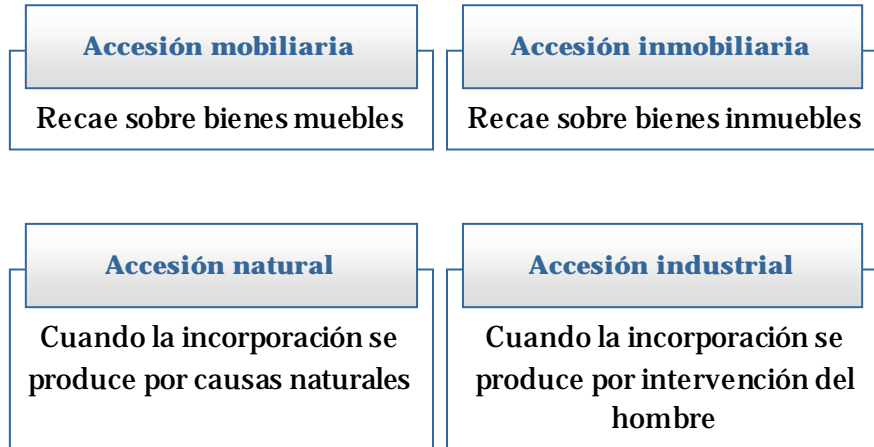 Accesión mobiliaria
Recae sobre bienes muebles
Accesión inmobiliaria
Recae sobre bienes inmuebles
Accesión natural
Cuando la incorporación se
produce por causas naturales
Accesión industrial
Cuando la incorporación se
produce por intervención del
hombre